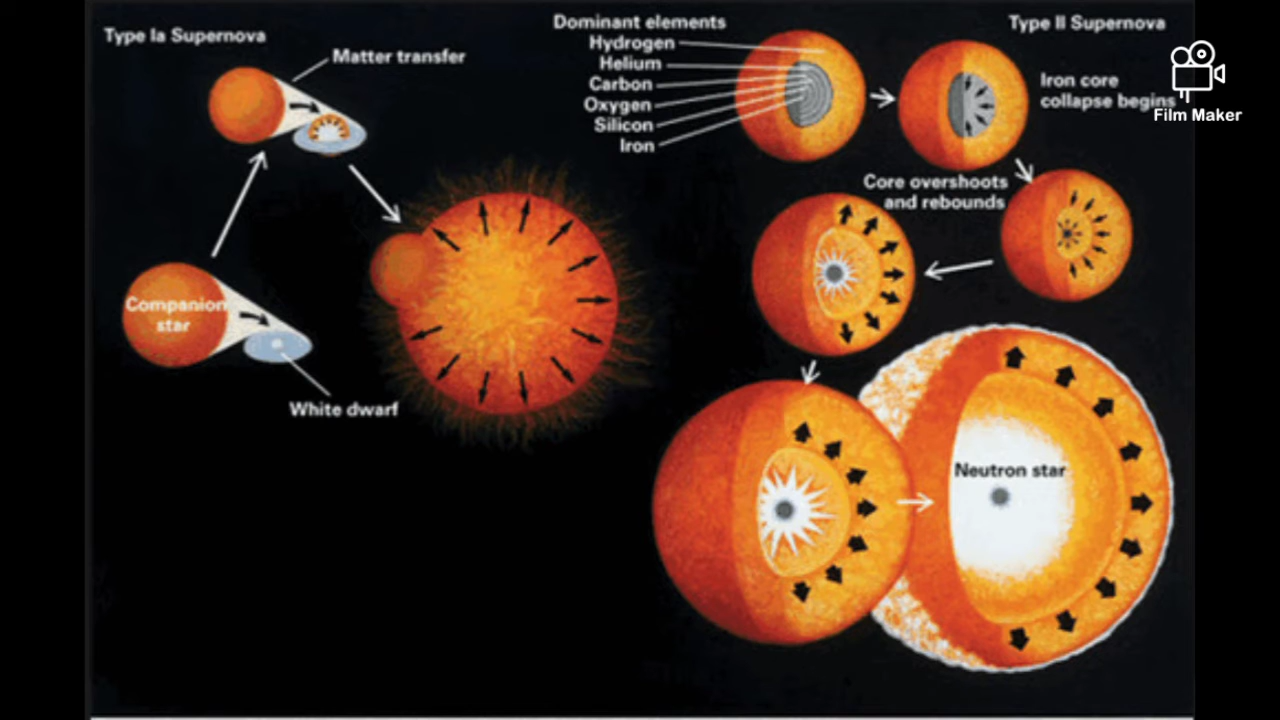 Type Ia Supernova
Matter transfer
Companion
star
White dwarf
Dominant elements
Hydrogen
Helium
Carbon
Oxygen
Silicon
Iron
Type II Supernova
Iron core
collapse begins
Film Maker
Core overshoots
and rebounds
Neutron star